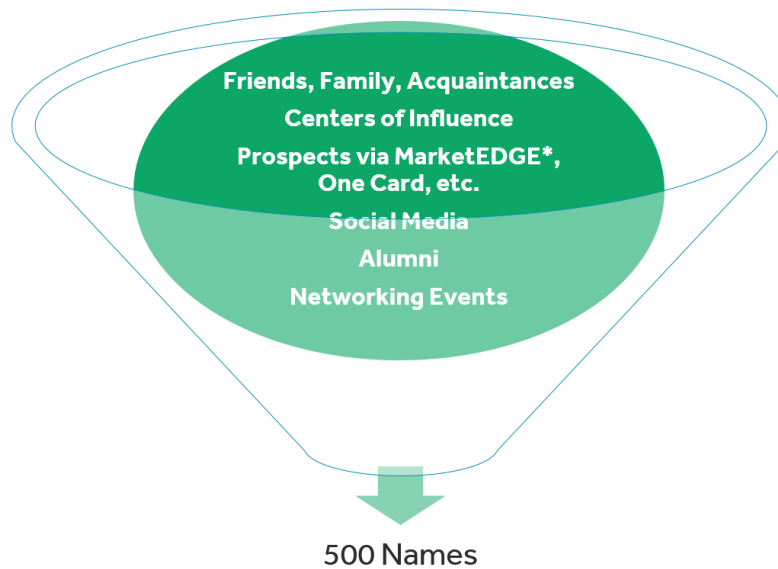 Friends, Family, Acquaintances
Centers of Influence
Prospects via MarketEDGE*,
One Card, etc.
Social Media
Alumni
Networking Events
500 Names